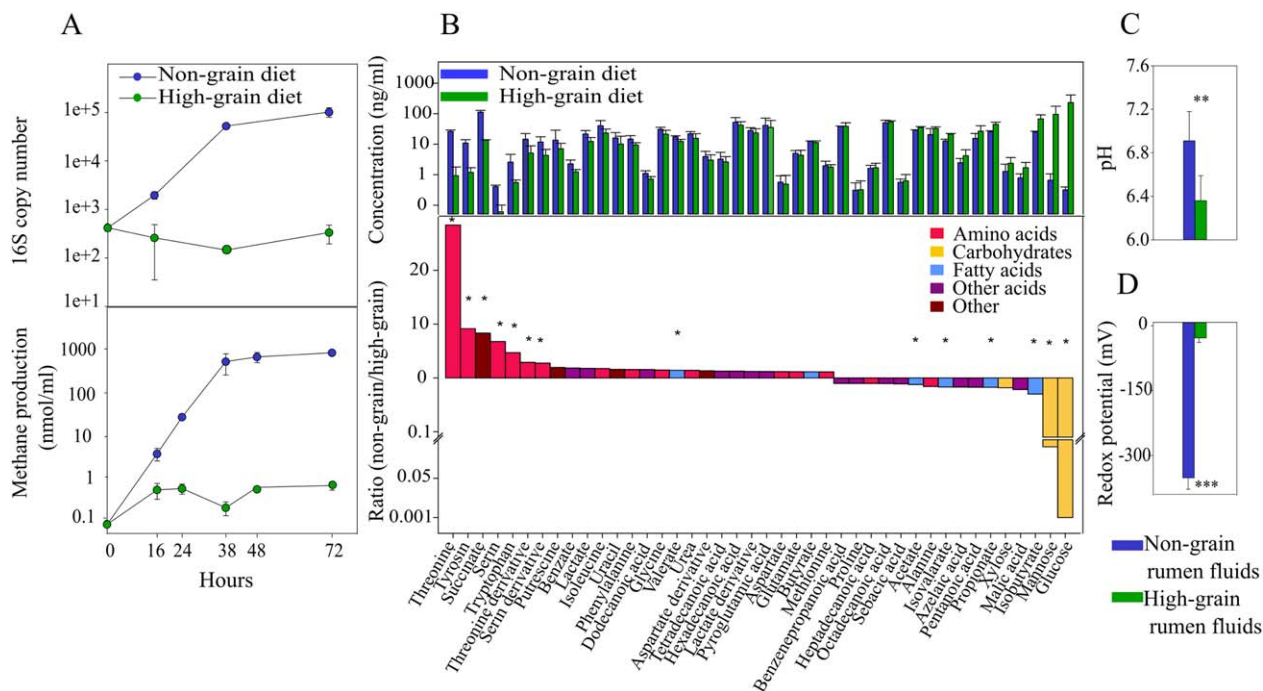 A
Non-grain diet
High-grain diet
16S copy number
1e+5
1e+4
1e+3
1e+2
1e+1
Methane production
(nmol/ml)
1000
100
10
1
0.1
0
16
24
38
48
72
Hours
B
Non-grain diet
High-grain diet
Concentration (ng/ml)
1000
100
10
1
0
Amino acids
Carbohydrates
Fatty acids
Other acids
Other
Ratio (non-grain/high-grain)
20
10
0
0.1
0.05
0.001
* * * * * * * * * * * * * *
Threonine
Tyrosin
Succinate
Serin
Tryptophan
Threonine derivative
Serin derivative
Putrescine
Benzate
Lactate
Isoleucine
Uracil
Phenylalanine
Dodecanoic acid
Glycine
Valerate
Urea
Aspartate derivative
Tetradecanoic acid
Hexadecanoic acid
Lactate derivative
Pyroglutamic acid
Aspartate
Glutamate
Butyrate
Methionine
Benzenepropanoic acid
Proline
Heptadecanoic acid
Octadecanoic acid
Sebacic acid
Acetate
Alanine
Isovalarate
Azelaic acid
Pentanoic acid
Propionate
Xylose
Malic acid
Isobutyrate
Mannose
Glucose
C
pH
7.6
7.2
6.8
6.4
6.0
**
D
Redox potential (mV)
0
-150
-300
***
Non-grain
rumen fluids
High-grain
rumen fluids